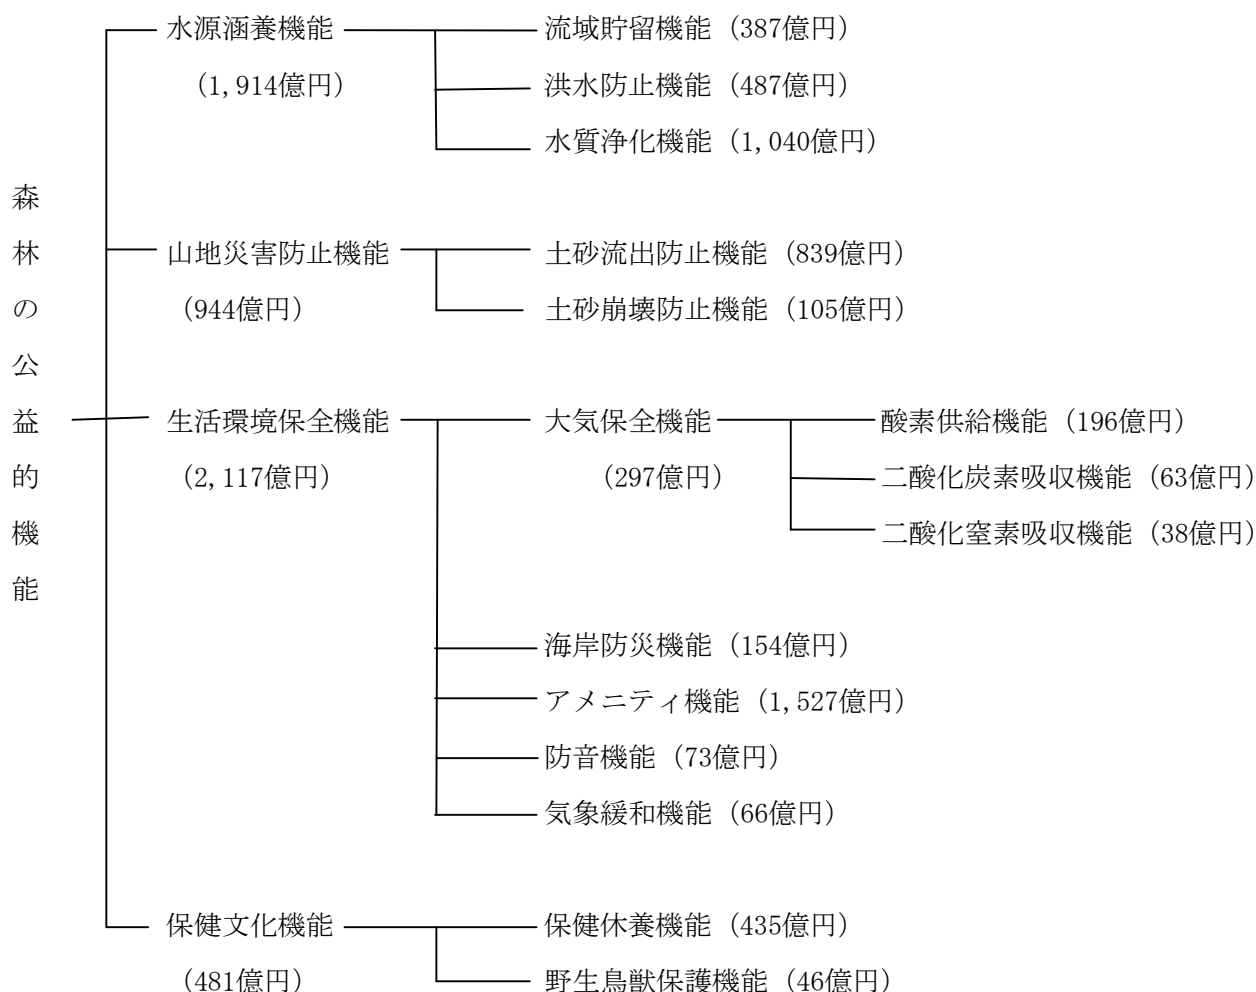 森林の公益的機能
水源涵養機能
(1,914億円)
流域貯留機能（387億円）
洪水防止機能（487億円）
水質浄化機能（1,040億円）
山地災害防止機能
（944億円）
土砂流出防止機能（839億円）
土砂崩壊防止機能（105億円）
生活環境保全機能
（2,117億円）
大気保全機能
（297億円）
酸素供給機能（196億円）
二酸化炭素吸収機能（63億円）
二酸化窒素吸収機能（38億円）
海岸防災機能（154億円）
アメニティ機能（1,527億円）
防音機能（73億円）
気象緩和機能（66億円）
保健文化機能
（481億円）
保健休養機能（435億円）
野生鳥獣保護機能（46億円）